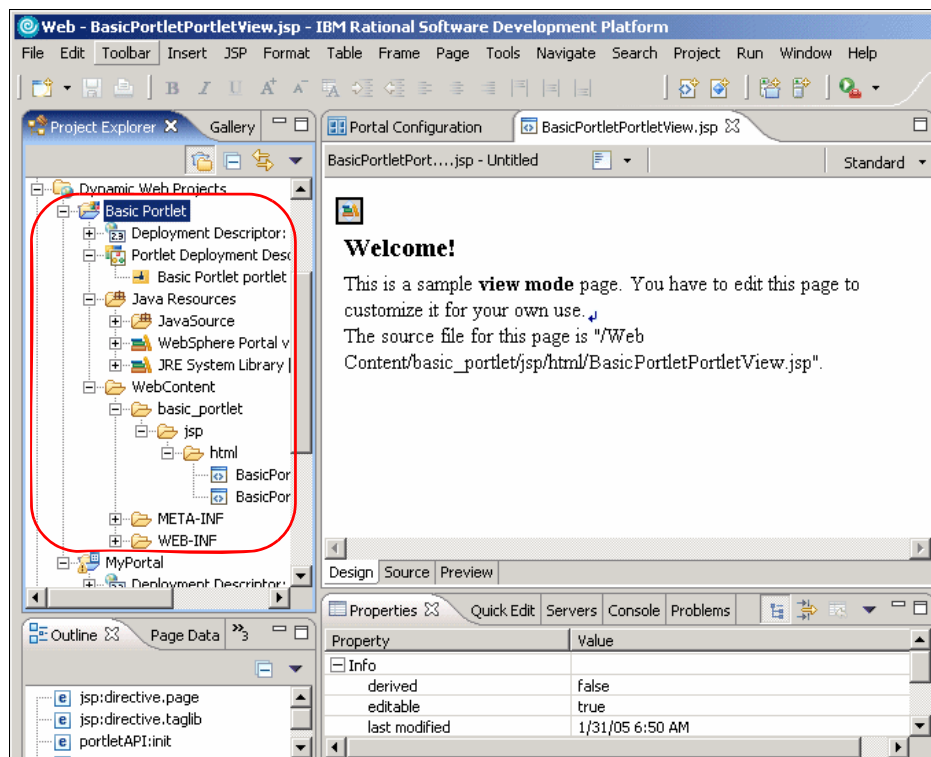 Web - BasicPortletPortletView.jsp - IBM Rational Software Development Platform
File Edit Toolbar Insert JSP Format Table Frame Page Tools Navigate Search Project Run Window Help
B I U A A
Project Explorer Gallery
Dynamic Web Projects
Basic Portlet
Deployment Descriptor:
2.3
Portlet Deployment Desc
Basic Portlet portlet
Java Resources
JavaSource
WebSphere Portal v
JRE System Library [
WebContent
basic_portlet
jsp
html
BasicPor
BasicPor
META-INF
WEB-INF
MyPortal
Deployment Descriptor:
Portal Configuration BasicPortletPortletView.jsp
BasicPortletPort....jsp - Untitled Standard
Welcome!
This is a sample view mode page. You have to edit this page to
customize it for your own use.
The source file for this page is "/Web
Content/basic_portlet/jsp/html/BasicPortletPortletView.jsp".
Design Source Preview
Outline Page Data »3
e jsp:directive.page
e jsp:directive.taglib
e portletAPI:init
Properties Quick Edit Servers Console Problems
Property Value
Info
derived false
editable true
last modified 1/31/05 6:50 AM